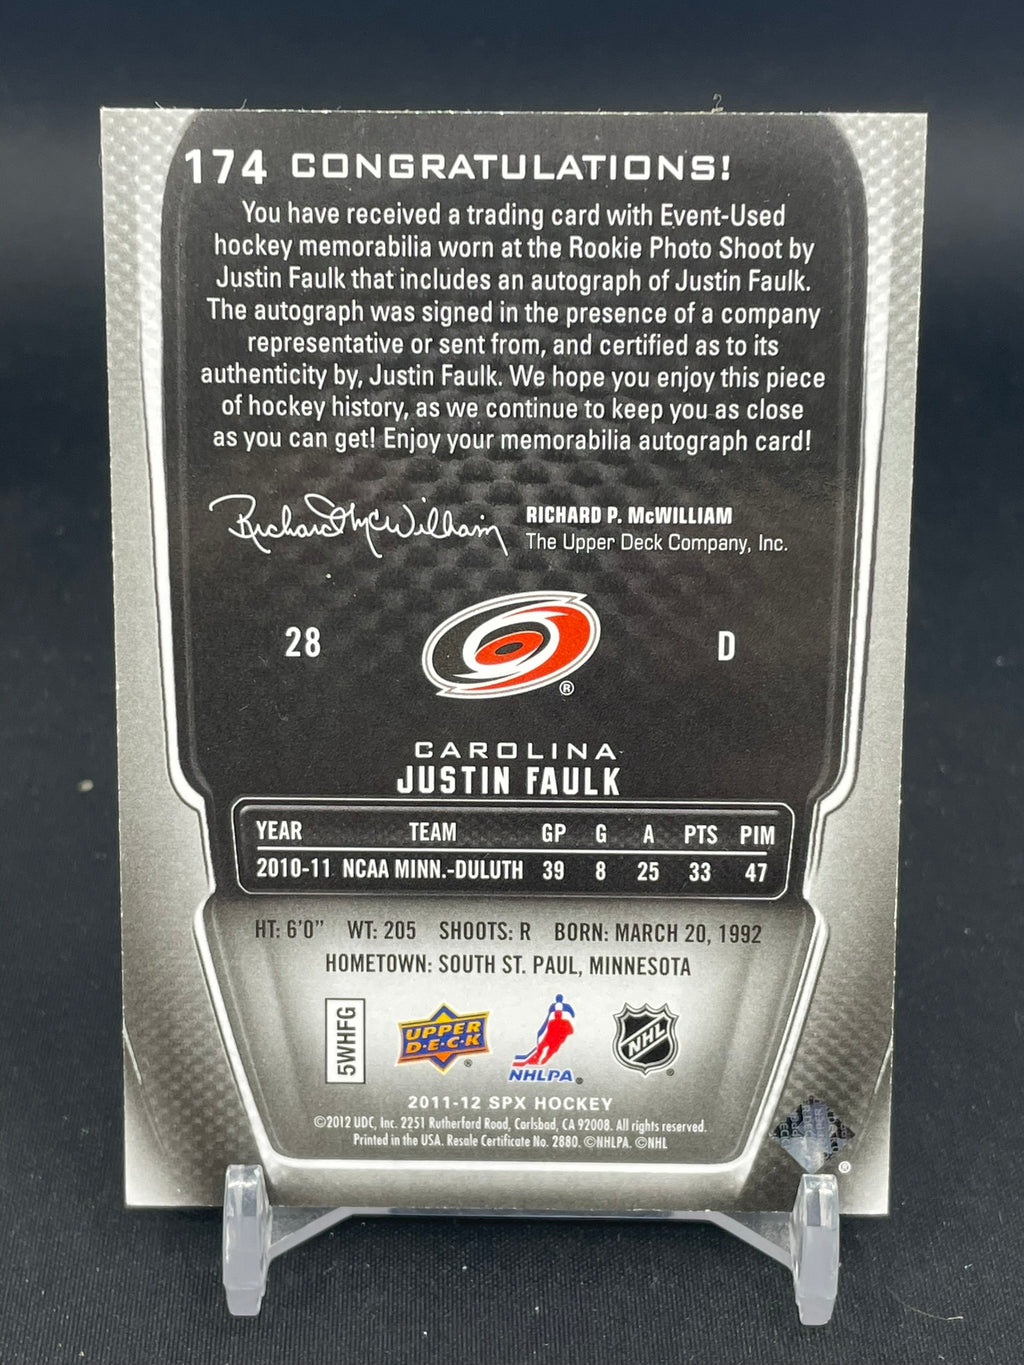 174 CONGRATULATIONS!
You have received a trading card with Event-Used
hockey memorabilia worn at the Rookie Photo Shoot by
Justin Faulk that includes an autograph of Justin Faulk.
The autograph was signed in the presence of a company
representative or sent from, and certified as to its
authenticity by, Justin Faulk. We hope you enjoy this piece
of hockey history, as we continue to keep you as close
as you can get! Enjoy your memorabilia autograph card!
Richard McWilliam
RICHARD P. McWILLIAM
The Upper Deck Company, Inc.
28
D
®
CAROLINA
JUSTIN FAULK
YEAR TEAM GP G A PTS PIM
2010-11 NCAA MINN.-DULUTH 39 8 25 33 47
HT: 6'0" WT: 205 SHOOTS: R BORN: MARCH 20, 1992
HOMETOWN: SOUTH ST. PAUL, MINNESOTA
5WHFG
UPPER
D·E·C·K
®
NHLPA®
NHL
®
2011-12 SPX HOCKEY
©2012 UDC, Inc. 2251 Rutherford Road, Carlsbad, CA 92008. All rights reserved.
Printed in the USA. Resale Certificate No. 2880. ©NHLPA. ©NHL
®